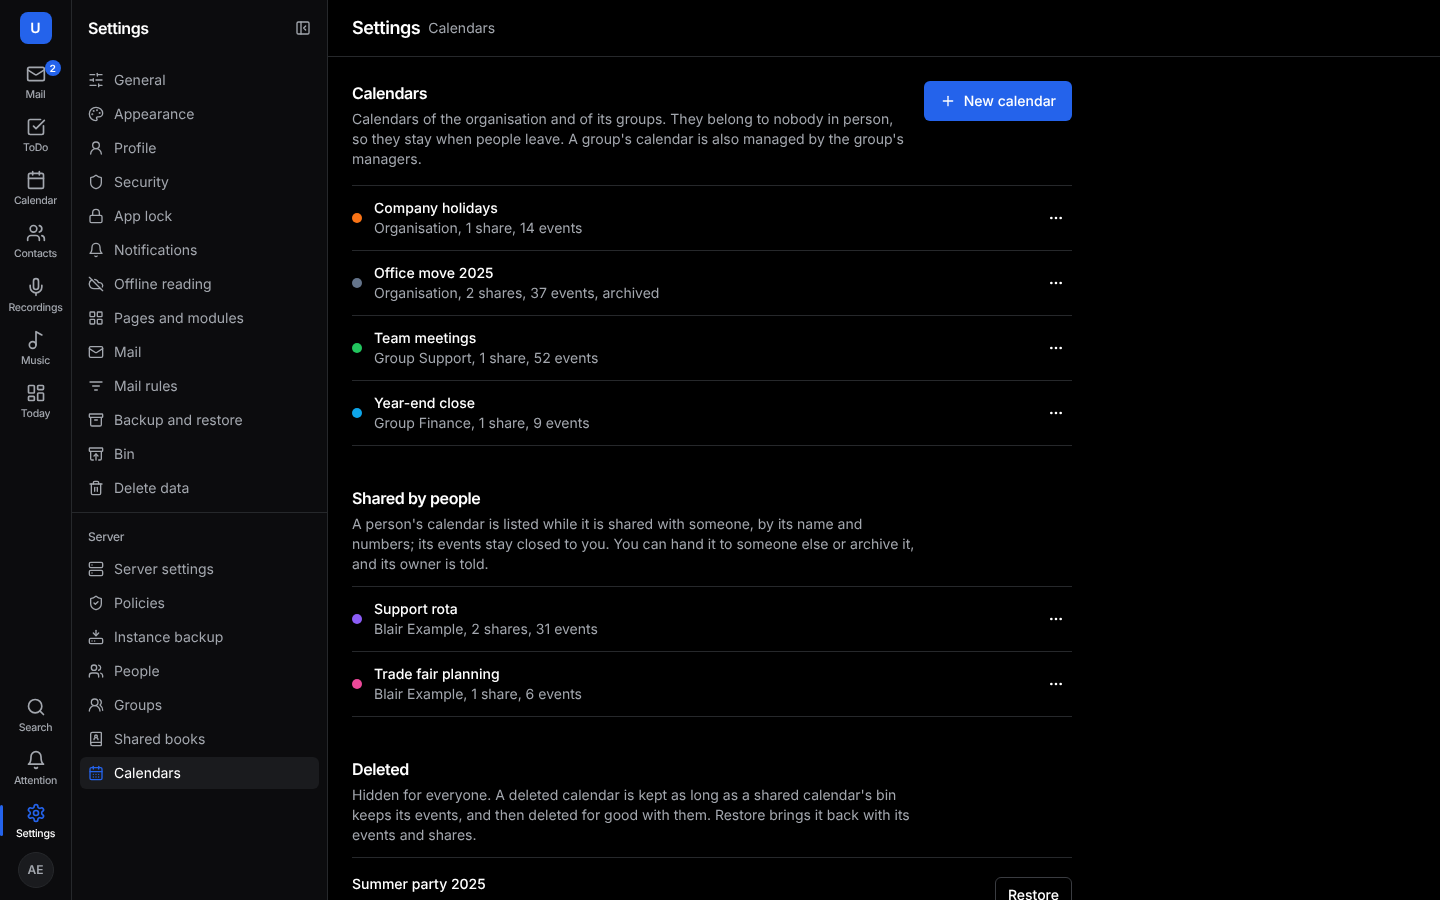 U
Settings
2
Mail
ToDo
Calendar
Contacts
Recordings
Music
Today
Search
Attention
Settings
AE
General
Appearance
Profile
Security
App lock
Notifications
Offline reading
Pages and modules
Mail
Mail rules
Backup and restore
Bin
Delete data
Server
Server settings
Policies
Instance backup
People
Groups
Shared books
Calendars
Settings Calendars
Calendars
New calendar
Calendars of the organisation and of its groups. They belong to nobody in person,
so they stay when people leave. A group's calendar is also managed by the group's
managers.
Company holidays
Organisation, 1 share, 14 events
Office move 2025
Organisation, 2 shares, 37 events, archived
Team meetings
Group Support, 1 share, 52 events
Year-end close
Group Finance, 1 share, 9 events
Shared by people
A person's calendar is listed while it is shared with someone, by its name and
numbers; its events stay closed to you. You can hand it to someone else or archive it,
and its owner is told.
Support rota
Blair Example, 2 shares, 31 events
Trade fair planning
Blair Example, 1 share, 6 events
Deleted
Hidden for everyone. A deleted calendar is kept as long as a shared calendar's bin
keeps its events, and then deleted for good with them. Restore brings it back with its
events and shares.
Summer party 2025
Restore